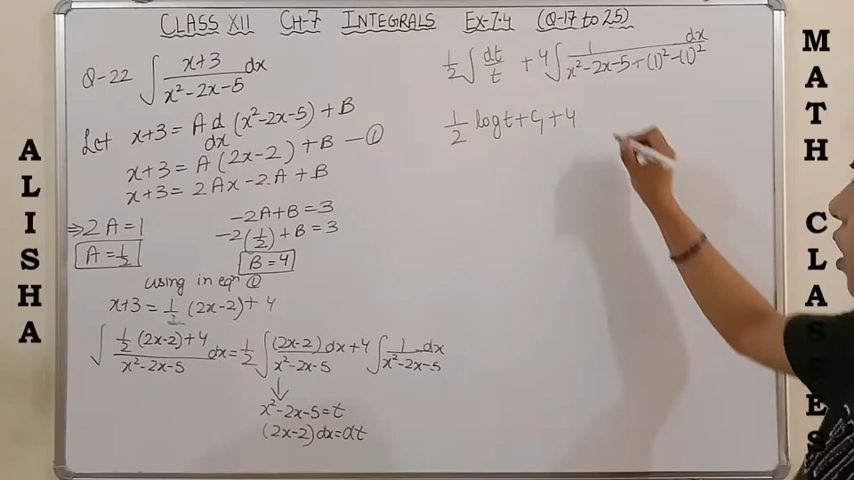 CLASS XII CH-7 INTEGRALS EX-7.4 (Q-17 to 25)
Q-22 ∫ x+3 / x²-2x-5 dx
Let x+3 = A d/dx (x²-2x-5) + B
x+3 = A(2x-2) + B — ①
x+3 = 2Ax - 2A + B
⇒ 2A = 1
A = 1/2
-2A+B = 3
-2(1/2) + B = 3
B = 4
using in eqn ①
x+3 = 1/2 (2x-2) + 4
∫ 1/2 (2x-2)+4 / x²-2x-5 dx = 1/2 ∫ (2x-2) dx / x²-2x-5 + 4 ∫ 1 dx / x²-2x-5
x²-2x-5 = t
(2x-2) dx = dt
1/2 ∫ dt/t + 4 ∫ 1 dx / x²-2x-5+(1)²-(1)²
1/2 log t + C₁ + 4
ALISHA
MATH CLASSES